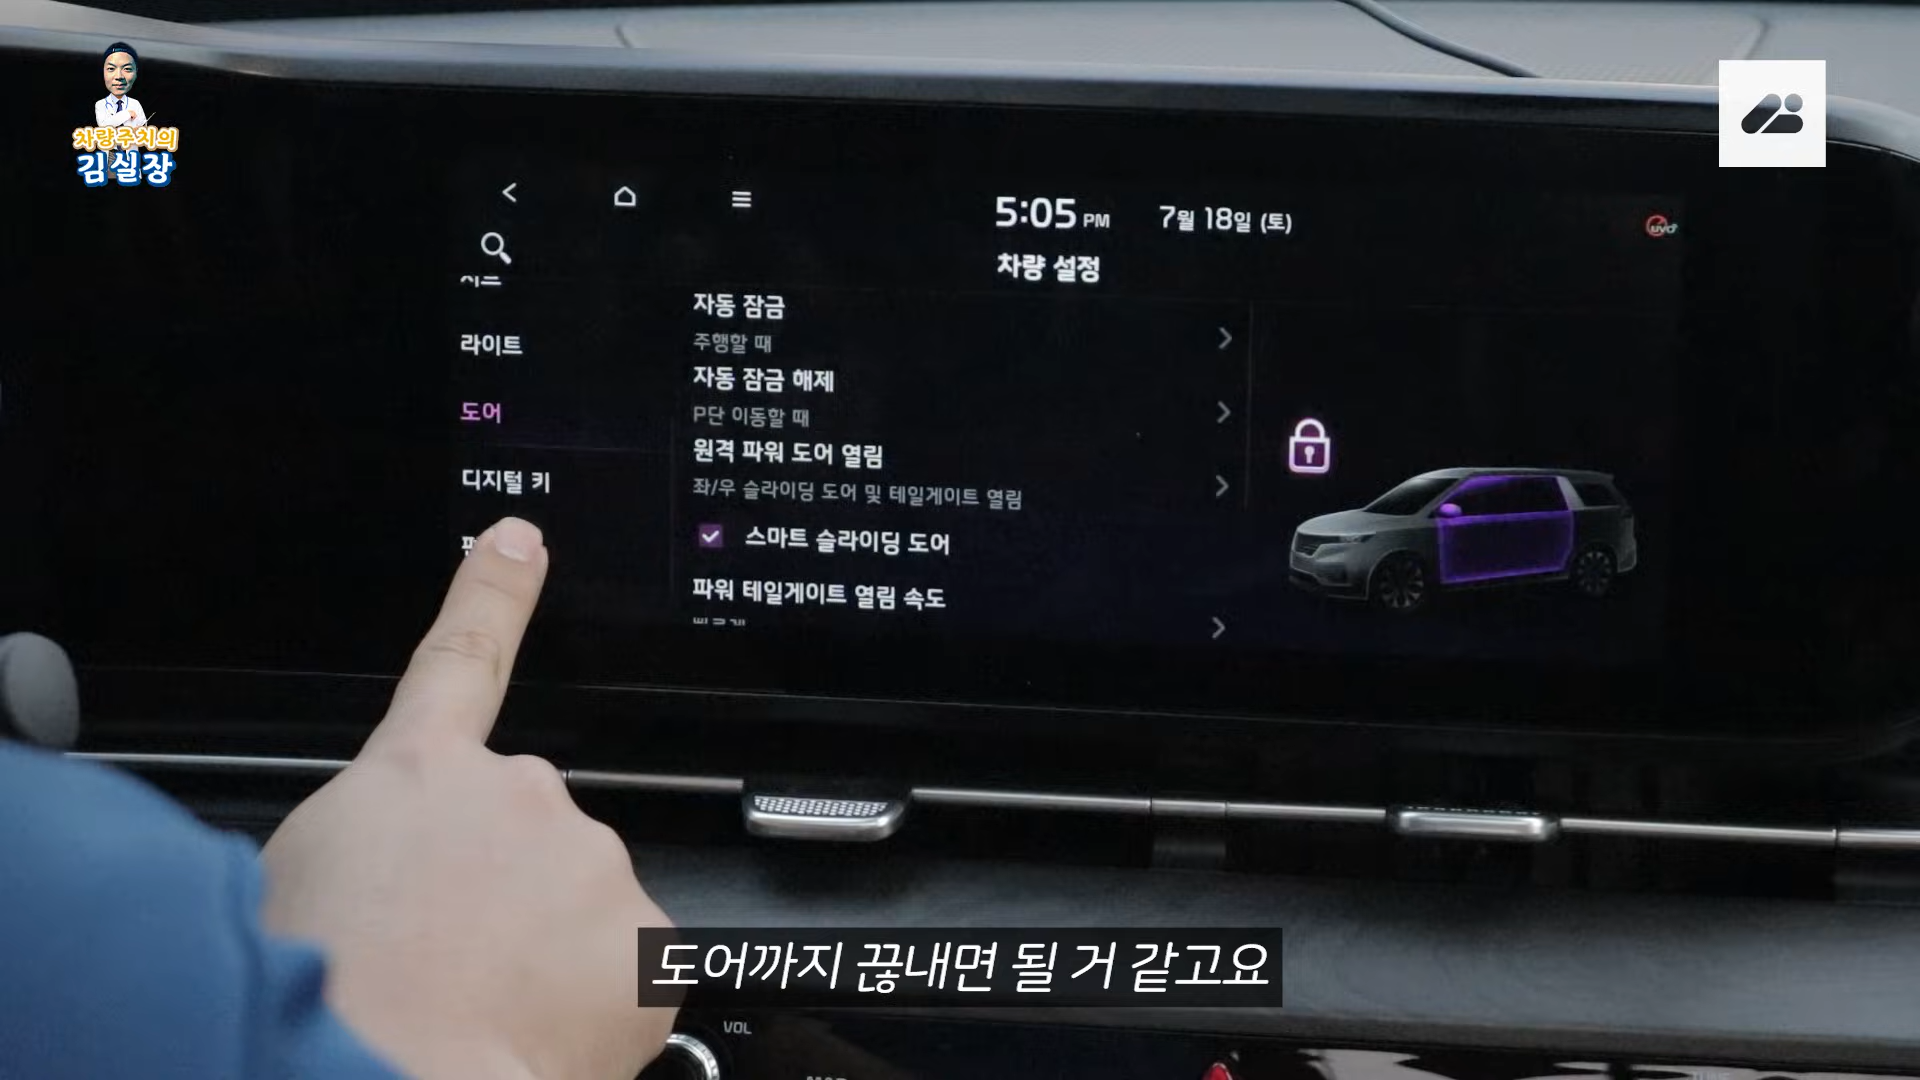 차량주치의
김실장
5:05 PM 7월 18일 (토)
차량 설정
라이트
도어
디지털 키
자동 잠금
주행할 때
자동 잠금 해제
P단 이동할 때
원격 파워 도어 열림
좌/우 슬라이딩 도어 및 테일게이트 열림
스마트 슬라이딩 도어
파워 테일게이트 열림 속도
도어까지 끊내면 될 거 같고요
VOL